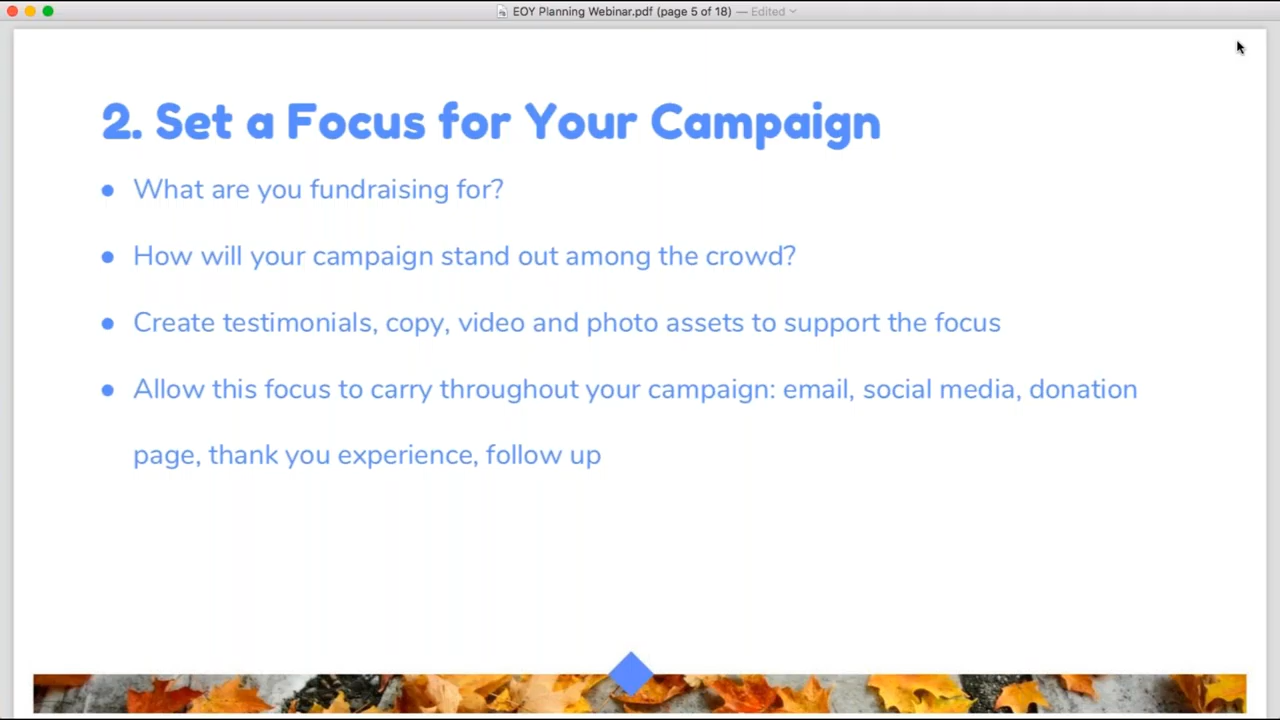 EOY Planning Webinar.pdf (page 5 of 18) — Edited
2. Set a Focus for Your Campaign
● What are you fundraising for?
● How will your campaign stand out among the crowd?
● Create testimonials, copy, video and photo assets to support the focus
● Allow this focus to carry throughout your campaign: email, social media, donation
page, thank you experience, follow up